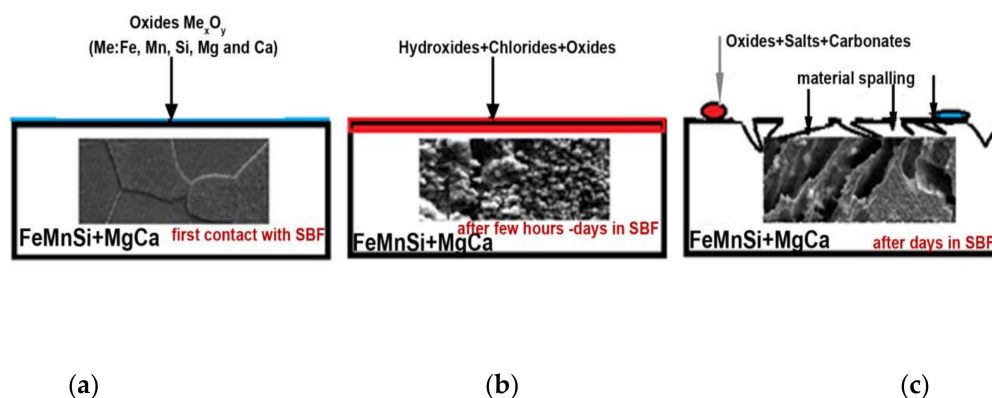 Oxides MexOy
(Me:Fe, Mn, Si, Mg and Ca)
FeMnSi+MgCa
first contact with SBF
(a)
Hydroxides+Chlorides+Oxides
after few hours -days in SBF
FeMnSi+MgCa
(b)
Oxides+Salts+Carbonates
material spalling
FeMnSi+MgCa
after days in SBF
(c)